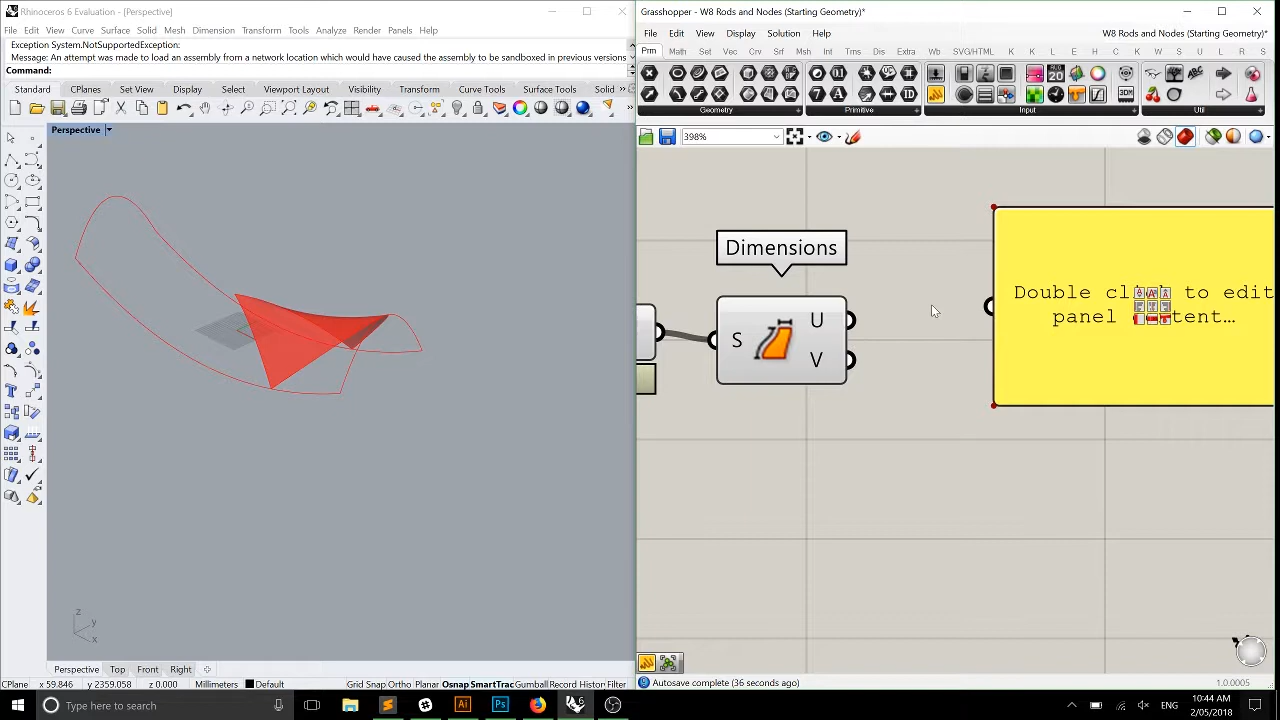 Rhinoceros 6 Evaluation - [Perspective]
File Edit View Curve Surface Solid Mesh Dimension Transform Tools Analyze Render Panels Help
Exception System.NotSupportedException:
Message: An attempt was made to load an assembly from a network location which would have caused the assembly to be sandboxed in previous versions
Command:
Standard CPlanes Set View Display Select Viewport Layout Visibility Transform Curve Tools Surface Tools Solid
Perspective
z
y
x
Perspective Top Front Right
CPlane x 59.846 y 2359.058 z 0.000 Millimeters Default Grid Snap Ortho Planar Osnap SmartTrac Gumball Record History Filter
Grasshopper - W8 Rods and Nodes (Starting Geometry)*
File Edit View Display Solution Help W8 Rods and Nodes (Starting Geometry)*
Prm Math Set Vec Crv Srf Msh Int Trns Dis Extra Wb SVG/HTML K K M L E H K K L S
Geometry Primitive Input Util
398%
Dimensions
S
U
V
Double click to edit
panel content…
Autosave complete (36 seconds ago) 1.0.0005
Type here to search
ENG
10:44 AM
2/05/2018